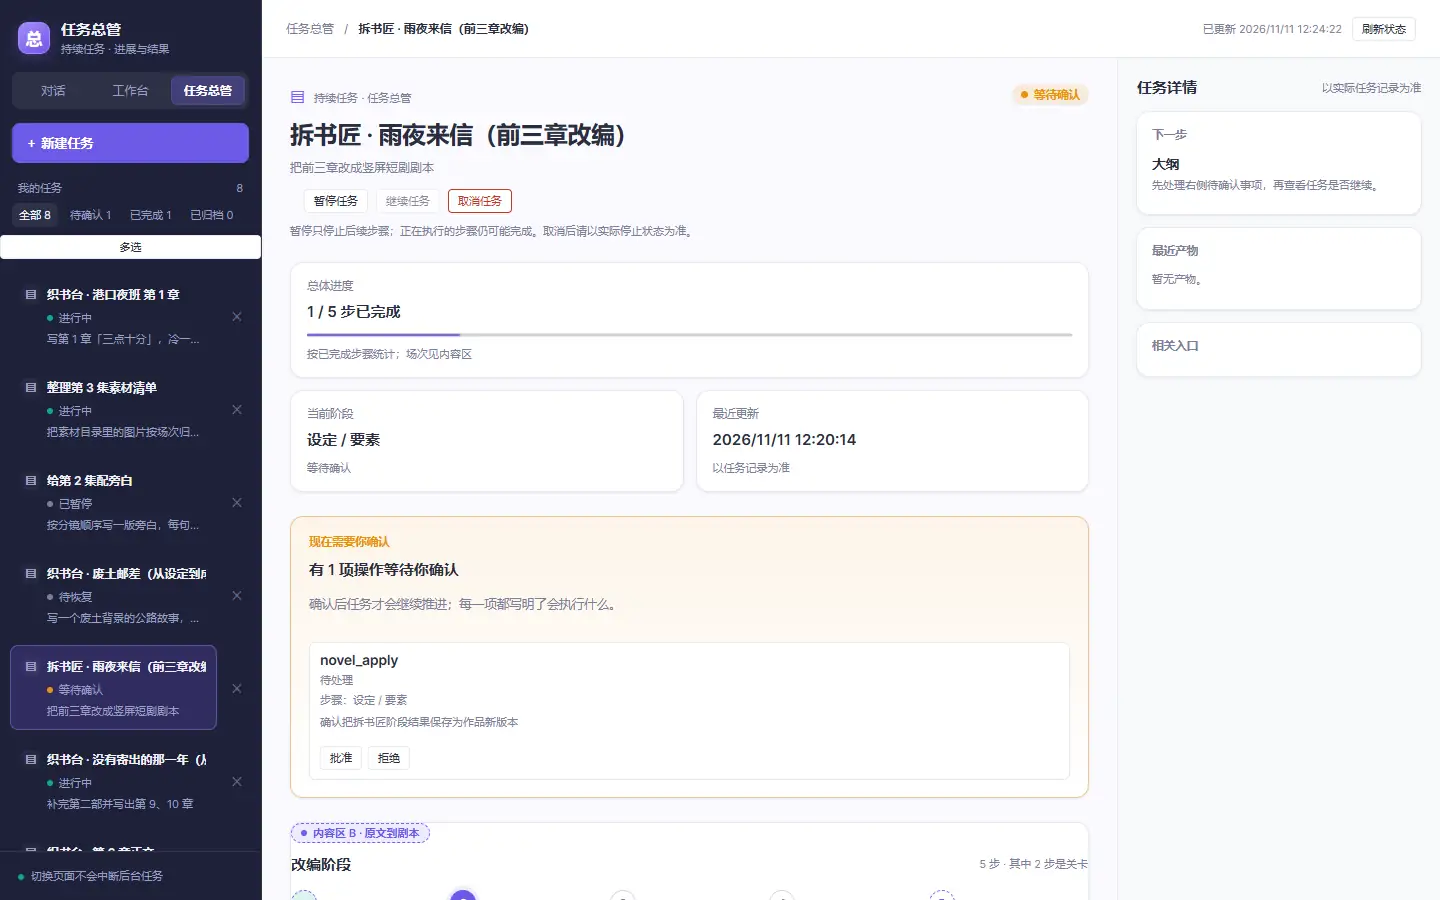 总
任务总管
持续任务 · 进展与结果
对话
工作台
任务总管
+ 新建任务
我的任务
8
全部 8
待确认 1
已完成 1
已归档 0
多选
织书台 · 港口夜班 第 1 章
进行中
写第 1 章「三点十分」，冷一...
整理第 3 集素材清单
进行中
把素材目录里的图片按场次归...
给第 2 集配旁白
已暂停
按分镜顺序写一版旁白，每句...
织书台 · 废土邮差（从设定到
待恢复
写一个废土背景的公路故事，...
拆书匠 · 雨夜来信（前三章改编
等待确认
把前三章改成竖屏短剧剧本
织书台 · 没有寄出的那一年（
进行中
补完第二部并写出第 9、10 章
切换页面不会中断后台任务
任务总管 / 拆书匠 · 雨夜来信（前三章改编）
已更新 2026/11/11 12:24:22
刷新状态
持续任务 · 任务总管
等待确认
拆书匠 · 雨夜来信（前三章改编）
把前三章改成竖屏短剧剧本
暂停任务
继续任务
取消任务
暂停只停止后续步骤；正在执行的步骤仍可能完成。取消后请以实际停止状态为准。
总体进度
1 / 5 步已完成
按已完成步骤统计；场次见内容区
当前阶段
设定 / 要素
等待确认
最近更新
2026/11/11 12:20:14
以任务记录为准
现在需要你确认
有 1 项操作等待你确认
确认后任务才会继续推进；每一项都写明了会执行什么。
novel_apply
待处理
步骤：设定 / 要素
确认把拆书匠阶段结果保存为作品新版本
批准
拒绝
内容区 B · 原文到剧本
改编阶段
5 步 · 其中 2 步是关卡
任务详情
以实际任务记录为准
下一步
大纲
先处理右侧待确认事项，再查看任务是否继续。
最近产物
暂无产物。
相关入口